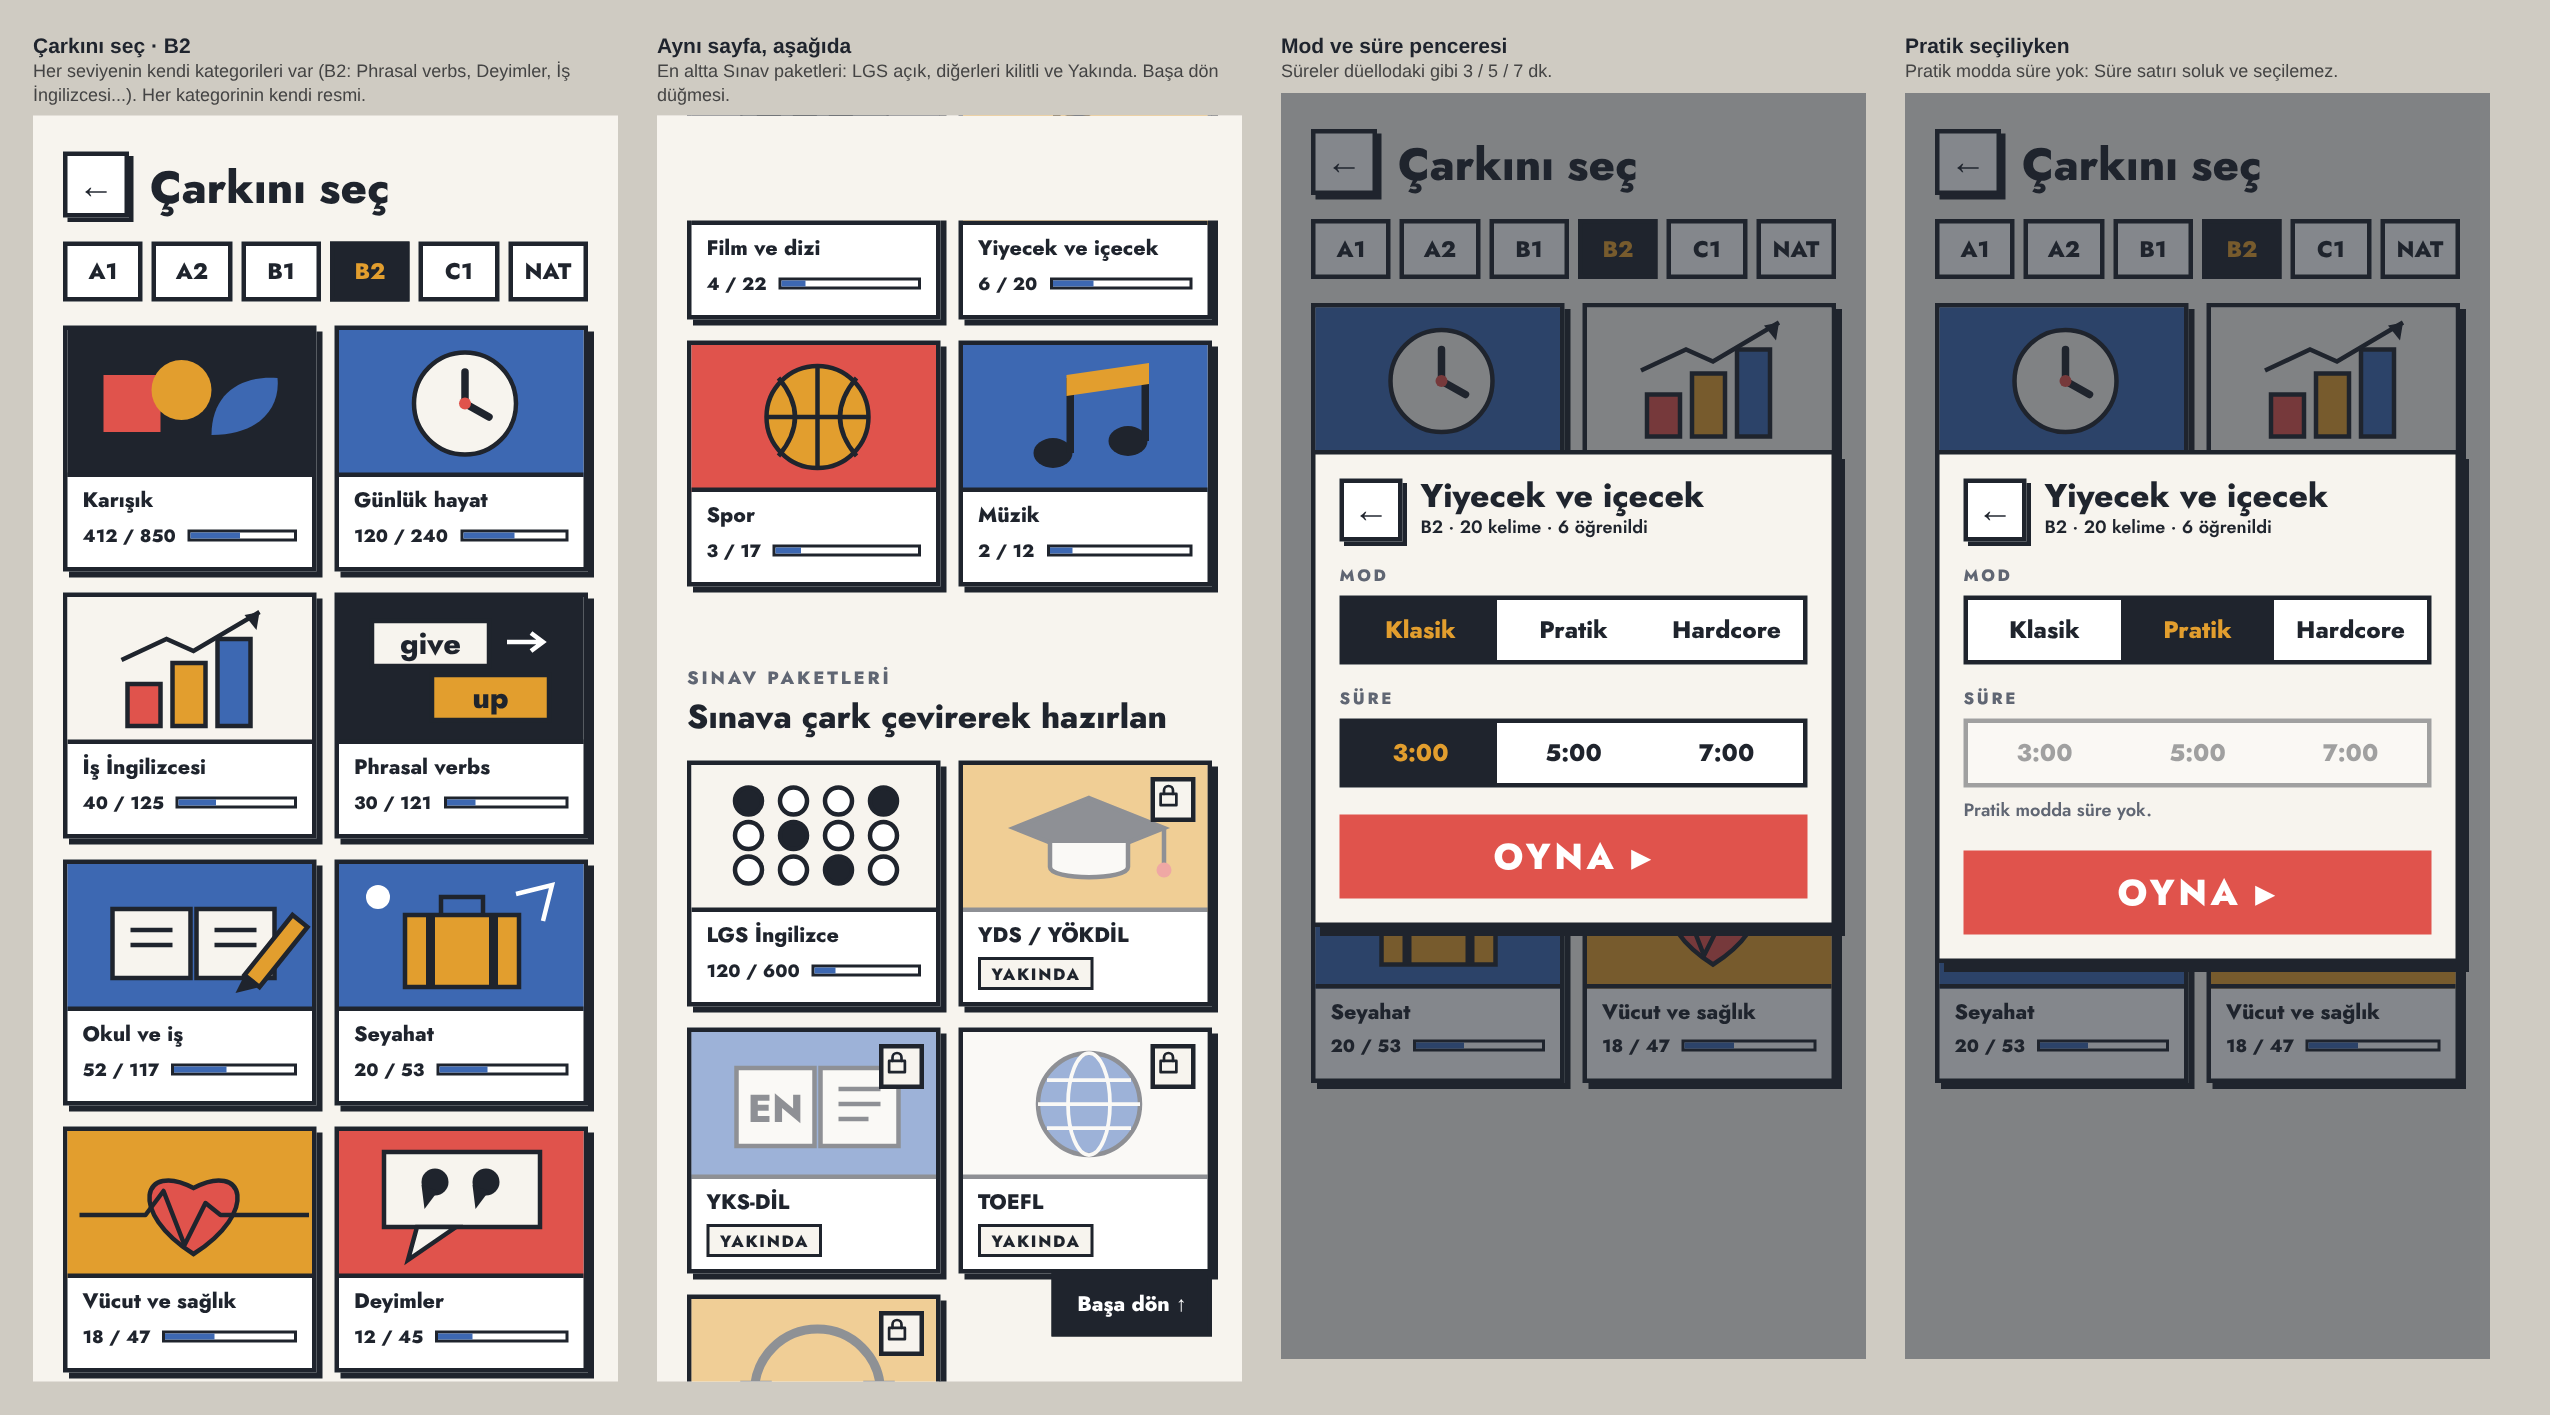 Çarkını seç · B2
Her seviyenin kendi kategorileri var (B2: Phrasal verbs, Deyimler, İş
İngilizcesi...). Her kategorinin kendi resmi.
←
Çarkını seç
A1 A2 B1 B2 C1 NAT
Karışık
412 / 850
Günlük hayat
120 / 240
give →
up
İş İngilizcesi
40 / 125
Phrasal verbs
30 / 121
Okul ve iş
52 / 117
Seyahat
20 / 53
Vücut ve sağlık
18 / 47
Deyimler
12 / 45
Aynı sayfa, aşağıda
En altta Sınav paketleri: LGS açık, diğerleri kilitli ve Yakında. Başa dön
düğmesi.
Film ve dizi
4 / 22
Yiyecek ve içecek
6 / 20
Spor
3 / 17
Müzik
2 / 12
SINAV PAKETLERİ
Sınava çark çevirerek hazırlan
LGS İngilizce
120 / 600
YDS / YÖKDİL
YAKINDA
EN
YKS-DİL
YAKINDA
TOEFL
YAKINDA
Başa dön ↑
Mod ve süre penceresi
Süreler düellodaki gibi 3 / 5 / 7 dk.
←
Çarkını seç
A1 A2 B1 B2 C1 NAT
←
Yiyecek ve içecek
B2 · 20 kelime · 6 öğrenildi
MOD
Klasik Pratik Hardcore
SÜRE
3:00 5:00 7:00
OYNA ▸
Seyahat
20 / 53
Vücut ve sağlık
18 / 47
Pratik seçiliyken
Pratik modda süre yok: Süre satırı soluk ve seçilemez.
←
Çarkını seç
A1 A2 B1 B2 C1 NAT
←
Yiyecek ve içecek
B2 · 20 kelime · 6 öğrenildi
MOD
Klasik Pratik Hardcore
SÜRE
3:00 5:00 7:00
Pratik modda süre yok.
OYNA ▸
Seyahat
20 / 53
Vücut ve sağlık
18 / 47